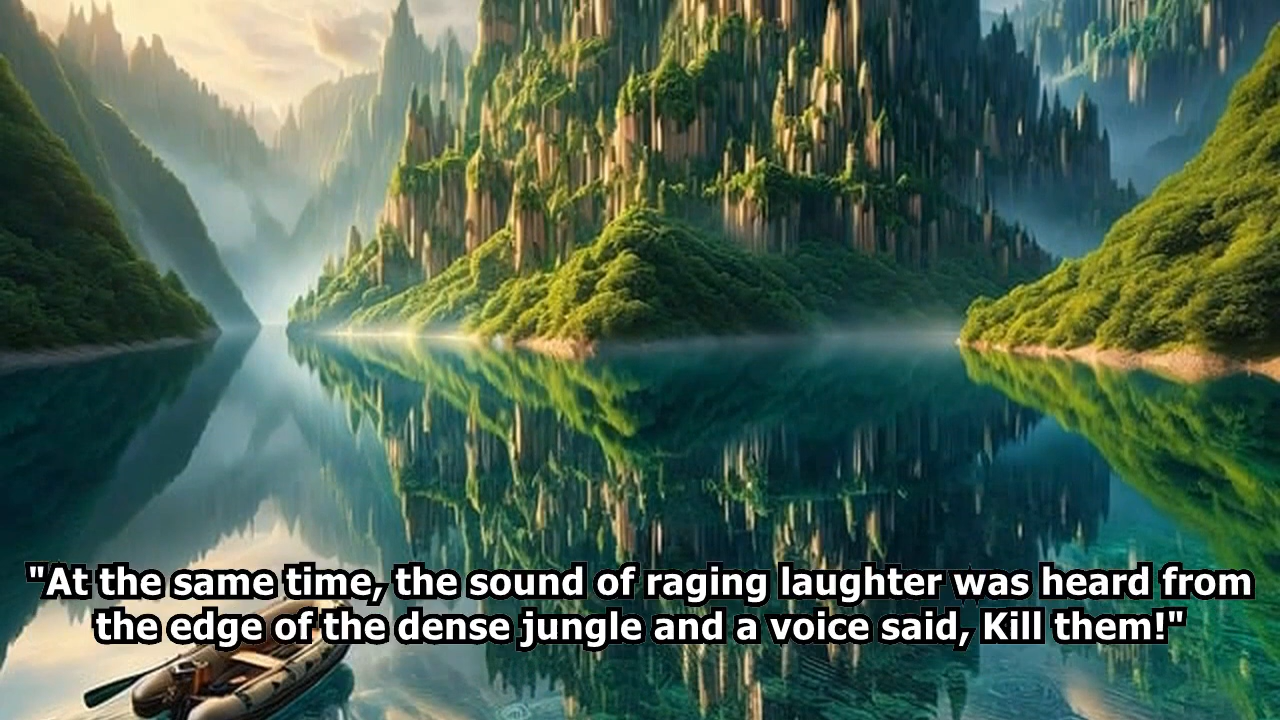 "At the same time, the sound of raging laughter was heard from
the edge of the dense jungle and a voice said, Kill them!"